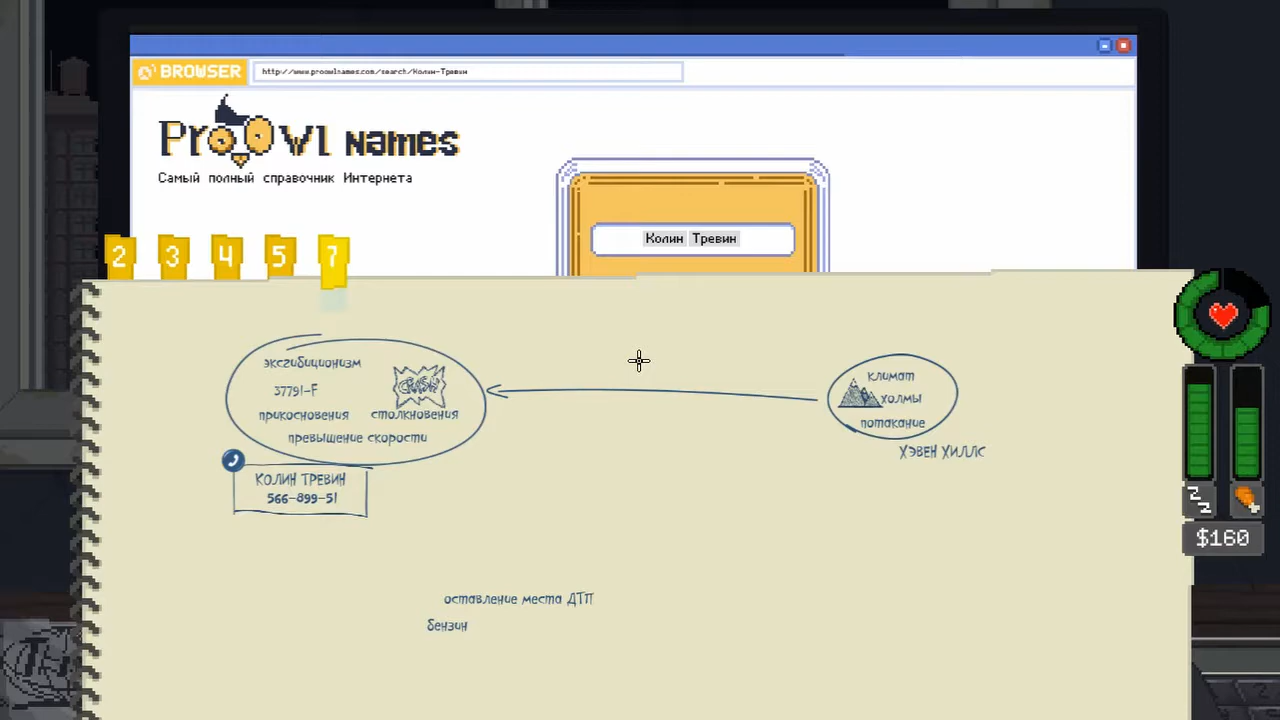 BROWSER
http://www.proowlnames.com/search/Колин-Тревин
PrOOwl names
Самый полный справочник Интернета
Колин Тревин
2 3 4 5 7
эксгибиционизм
37791-F
CRASH
прикосновения столкновения
превышение скорости
КОЛИН ТРЕВИН
566-899-51
климат
холмы
потакание
ХЭВЕН ХИЛЛС
оставление места ДТП
бензин
$160